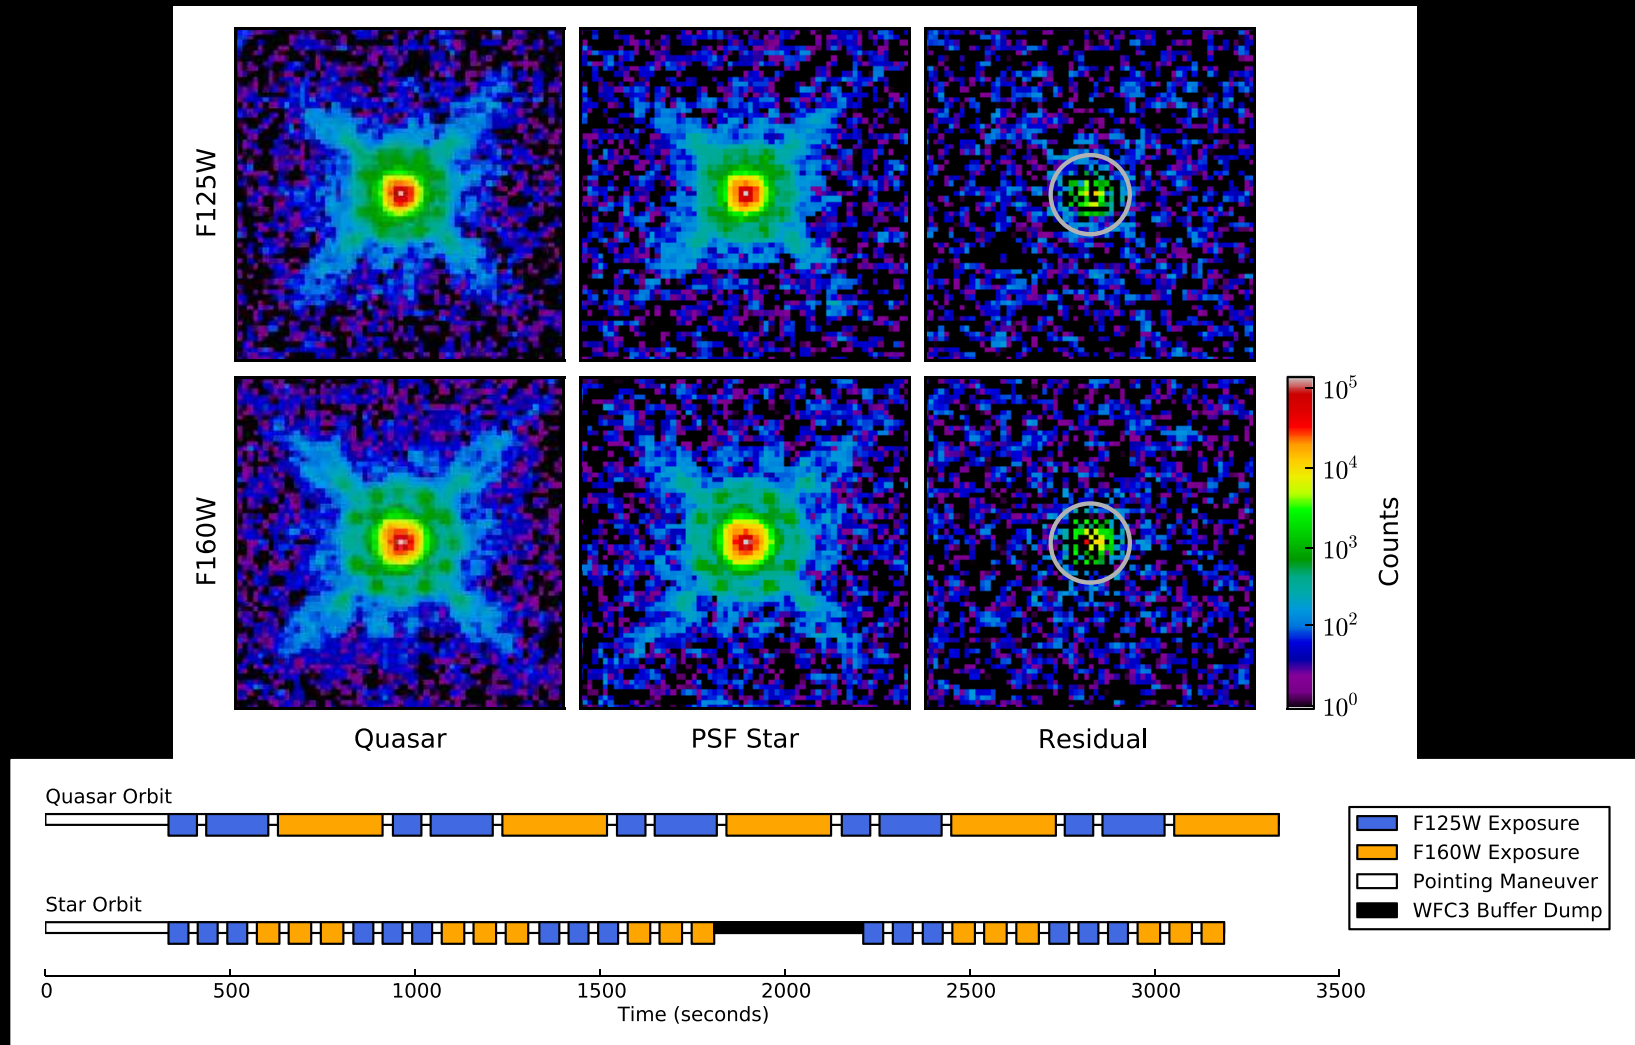 F125W
F160W
10^5
10^4
10^3
10^2
10^0
Counts
Quasar
PSF Star
Residual
Quasar Orbit
Star Orbit
F125W Exposure
F160W Exposure
Pointing Maneuver
WFC3 Buffer Dump
0 500 1000 1500 2000 2500 3000 3500
Time (seconds)